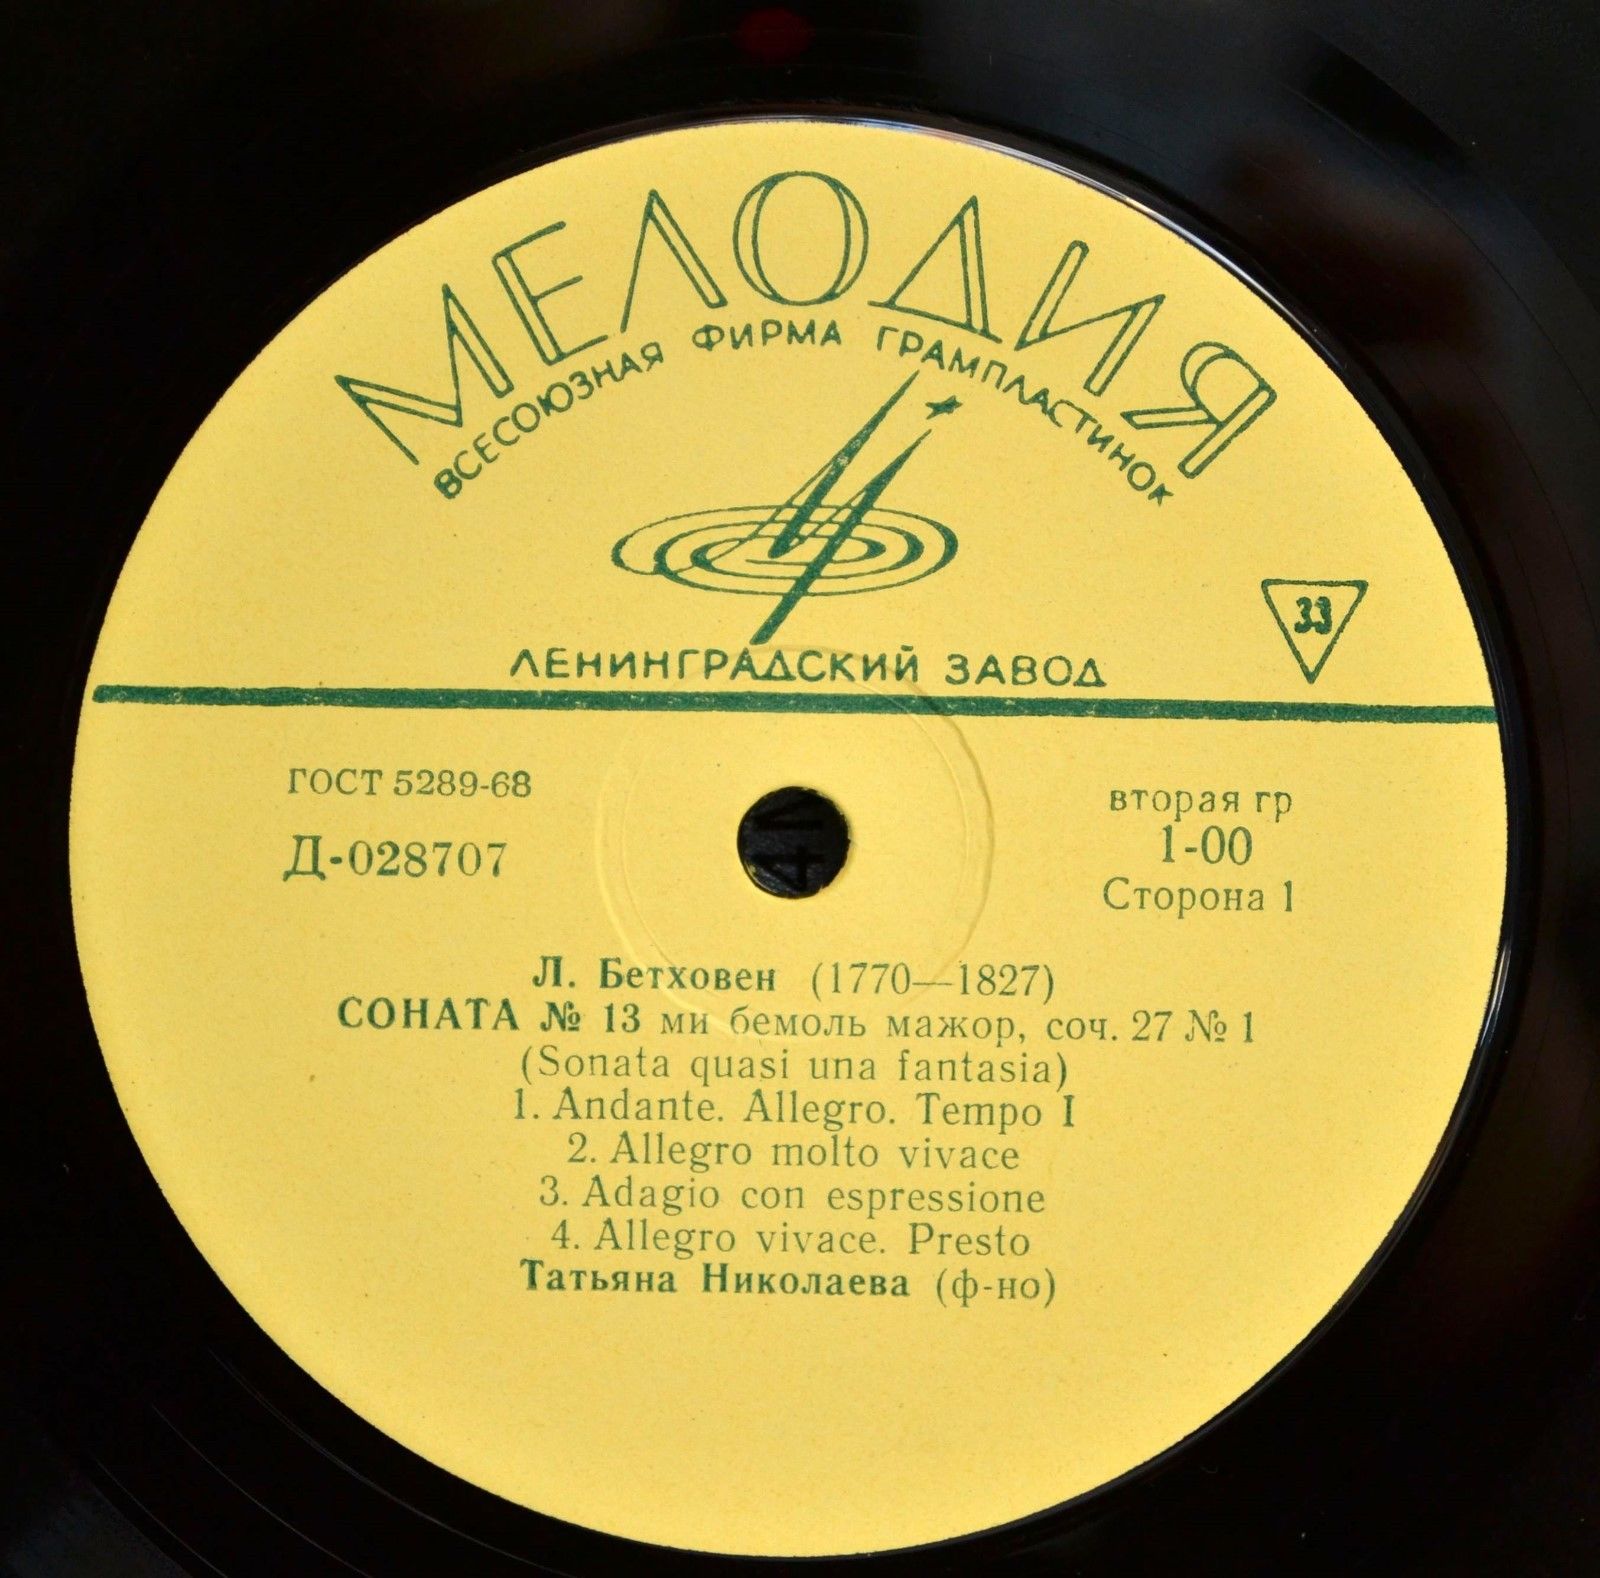 МЕЛОДИЯ
ВСЕСОЮЗНАЯ ФИРМА ГРАМПЛАСТИНОК
33
ЛЕНИНГРАДСКИЙ ЗАВОД
ГОСТ 5289-68
Д-028707
вторая гр
1-00
Сторона 1
Л. Бетховен (1770—1827)
СОНАТА № 13 ми бемоль мажор, соч. 27 № 1
(Sonata quasi una fantasia)
1. Andante. Allegro. Tempo I
2. Allegro molto vivace
3. Adagio con espressione
4. Allegro vivace. Presto
Татьяна Николаева (ф-но)